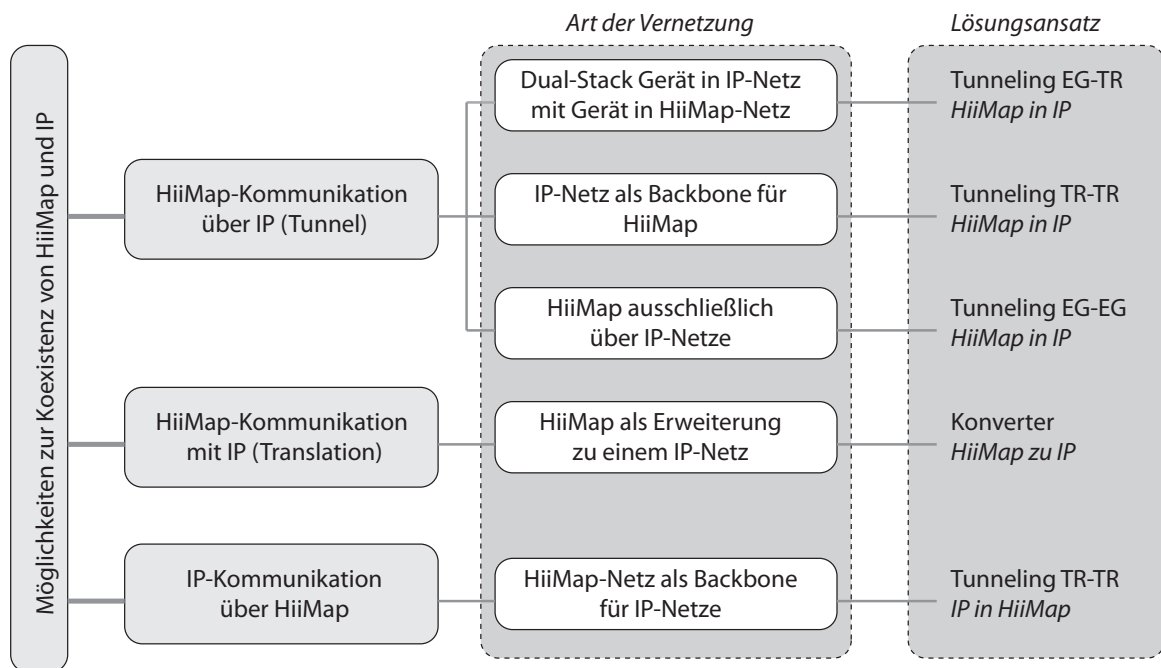 Art der Vernetzung
Lösungsansatz
Möglichkeiten zur Koexistenz von HiiMap und IP
HiiMap-Kommunikation
über IP (Tunnel)
Dual-Stack Gerät in IP-Netz
mit Gerät in HiiMap-Netz
Tunneling EG-TR
HiiMap in IP
IP-Netz als Backbone für
HiiMap
Tunneling TR-TR
HiiMap in IP
HiiMap ausschließlich
über IP-Netze
Tunneling EG-EG
HiiMap in IP
HiiMap-Kommunikation
mit IP (Translation)
HiiMap als Erweiterung
zu einem IP-Netz
Konverter
HiiMap zu IP
IP-Kommunikation
über HiiMap
HiiMap-Netz als Backbone
für IP-Netze
Tunneling TR-TR
IP in HiiMap